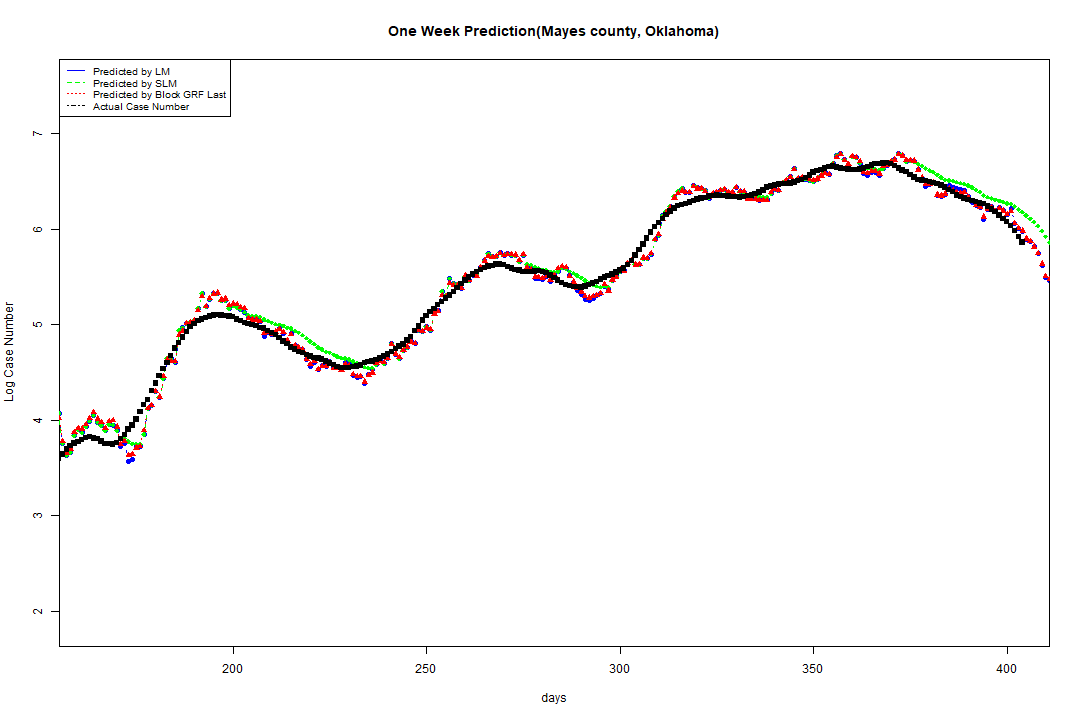 One Week Prediction(Mayes county, Oklahoma)
Predicted by LM
Predicted by SLM
Predicted by Block GRF Last
Actual Case Number
7
6
5
4
3
2
Log Case Number
200 250 300 350 400
days